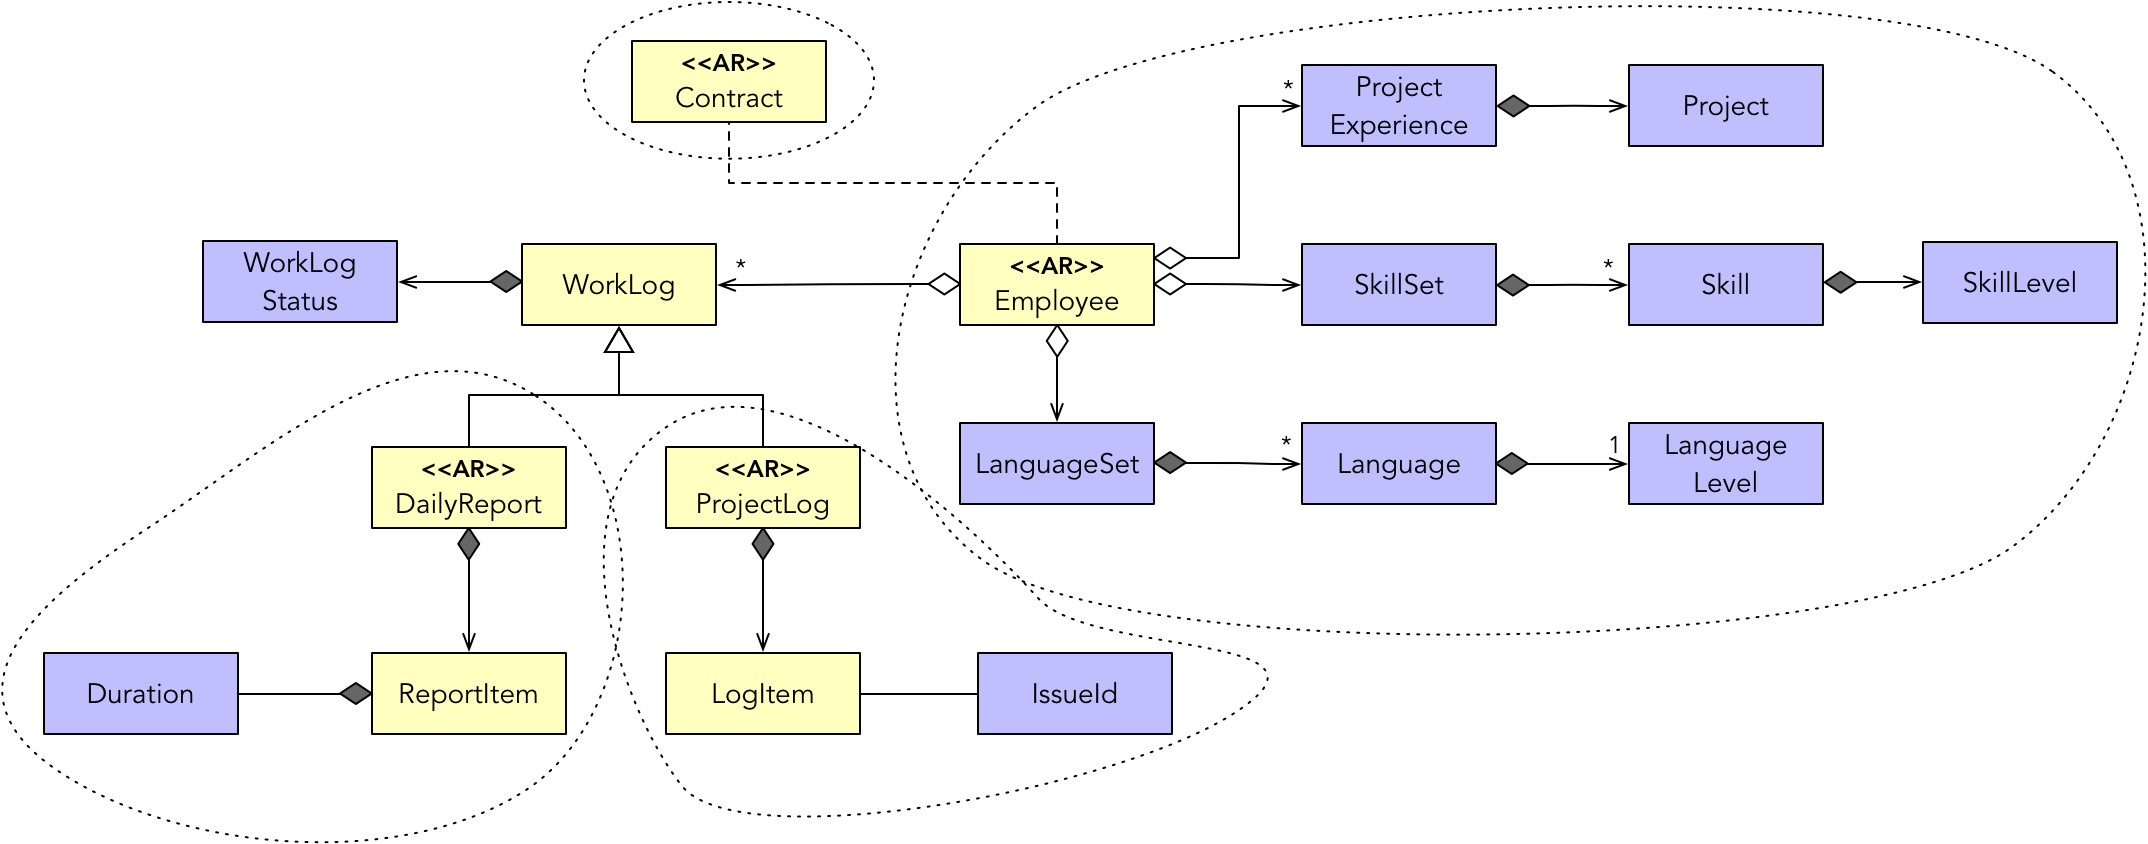 <<AR>>
Contract
*
Project
Experience
Project
WorkLog
Status
WorkLog
*
<<AR>>
Employee
SkillSet
*
Skill
SkillLevel
<<AR>>
DailyReport
<<AR>>
ProjectLog
LanguageSet
*
Language
1
Language
Level
Duration
ReportItem
LogItem
IssueId